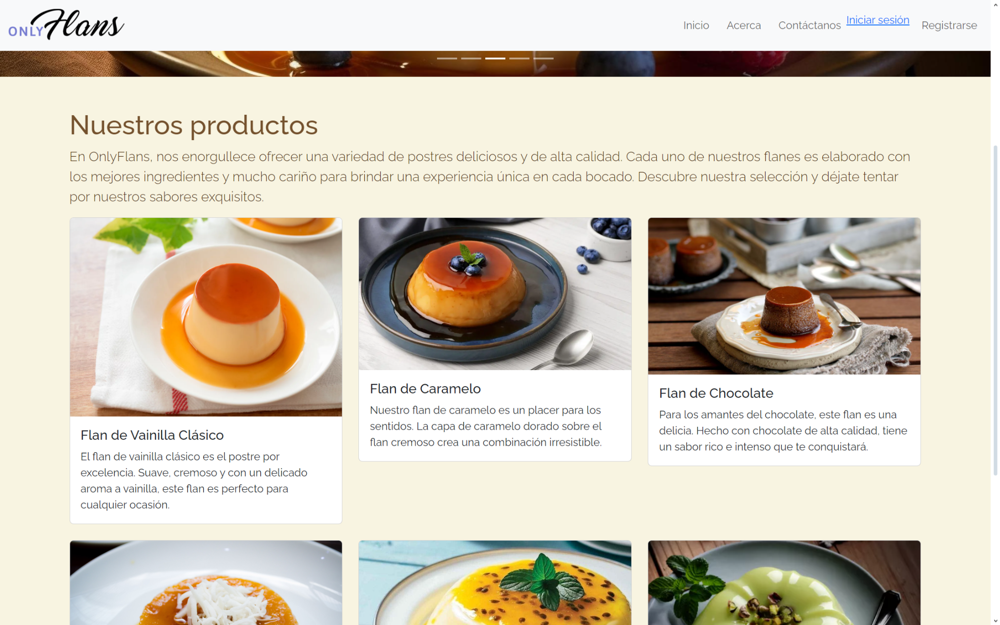 ONLY Flans
Inicio Acerca Contáctanos Iniciar sesión Registrarse
Nuestros productos
En OnlyFlans, nos enorgullece ofrecer una variedad de postres deliciosos y de alta calidad. Cada uno de nuestros flanes es elaborado con
los mejores ingredientes y mucho cariño para brindar una experiencia única en cada bocado. Descubre nuestra selección y déjate tentar
por nuestros sabores exquisitos.
Flan de Vainilla Clásico
El flan de vainilla clásico es el postre por
excelencia. Suave, cremoso y con un delicado
aroma a vainilla, este flan es perfecto para
cualquier ocasión.
Flan de Caramelo
Nuestro flan de caramelo es un placer para los
sentidos. La capa de caramelo dorado sobre el
flan cremoso crea una combinación irresistible.
Flan de Chocolate
Para los amantes del chocolate, este flan es una
delicia. Hecho con chocolate de alta calidad, tiene
un sabor rico e intenso que te conquistará.